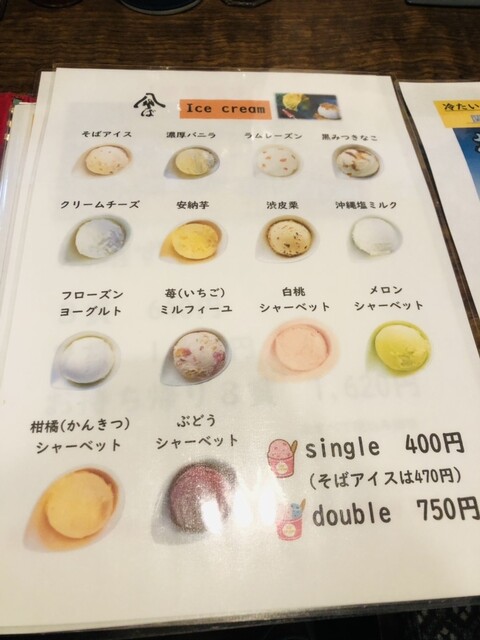 Ice cream
そばアイス 濃厚バニラ ラムレーズン 黒みつきなこ
クリームチーズ 安納芋 渋皮栗 沖縄塩ミルク
フローズン
ヨーグルト
苺(いちご)
ミルフィーユ
白桃
シャーベット
メロン
シャーベット
柑橘(かんきつ)
シャーベット
ぶどう
シャーベット
single 400円
(そばアイスは470円)
double 750円
冷たい